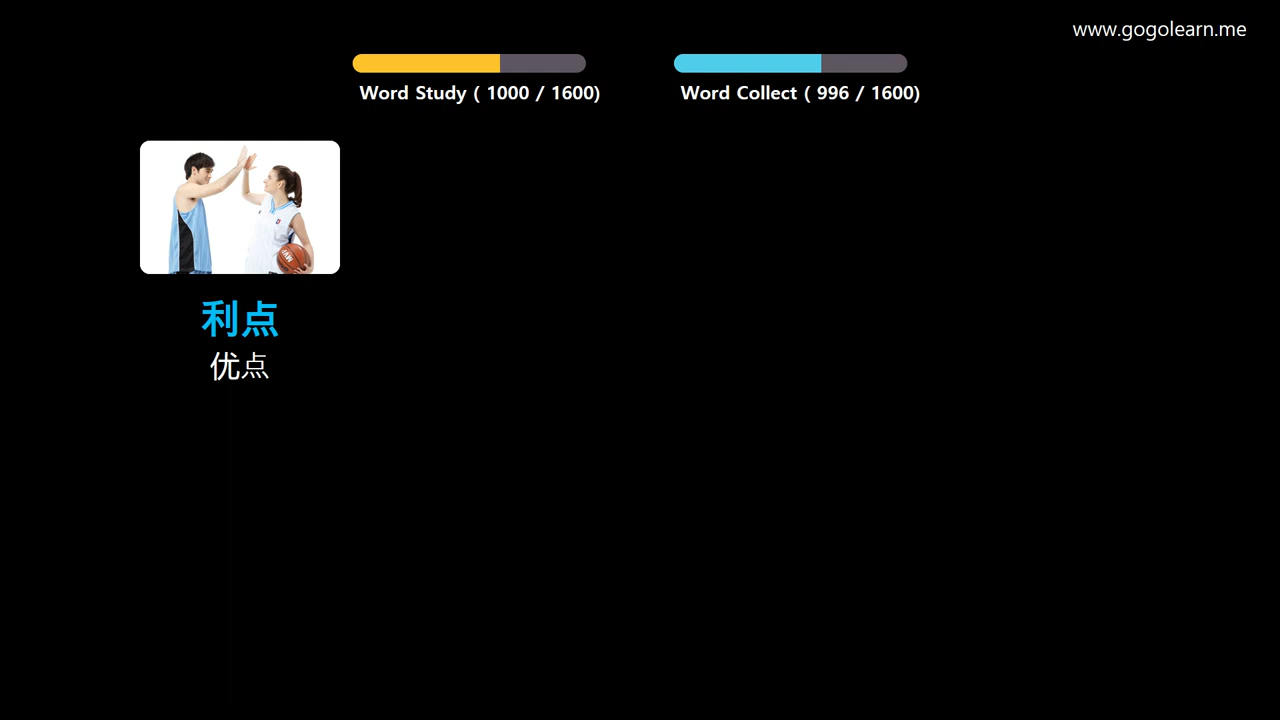 www.gogolearn.me
Word Study ( 1000 / 1600)
Word Collect ( 996 / 1600)
利点
优点